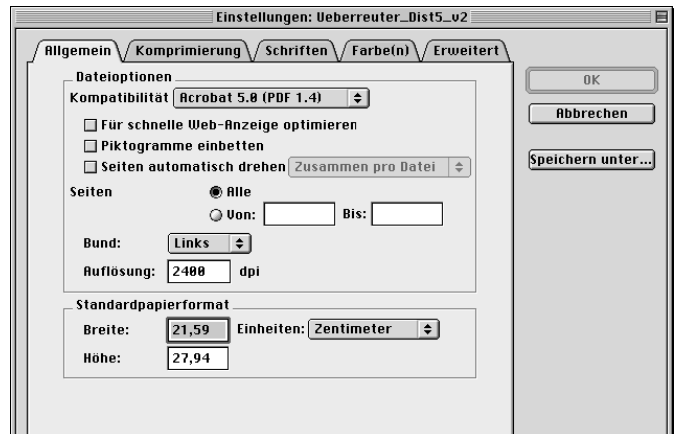 Einstellungen: Ueberreuter_Dist5_v2
Allgemein Komprimierung Schriften Farbe(n) Erweitert
Dateioptionen
OK
Kompatibilität Acrobat 5.0 (PDF 1.4)
Abbrechen
Für schnelle Web-Anzeige optimieren
Piktogramme einbetten
Seiten automatisch drehen Zusammen pro Datei
Speichern unter...
Seiten Alle
Von: Bis:
Bund: Links
Auflösung: 2400 dpi
Standardpapierformat
Breite: 21,59 Einheiten: Zentimeter
Höhe: 27,94